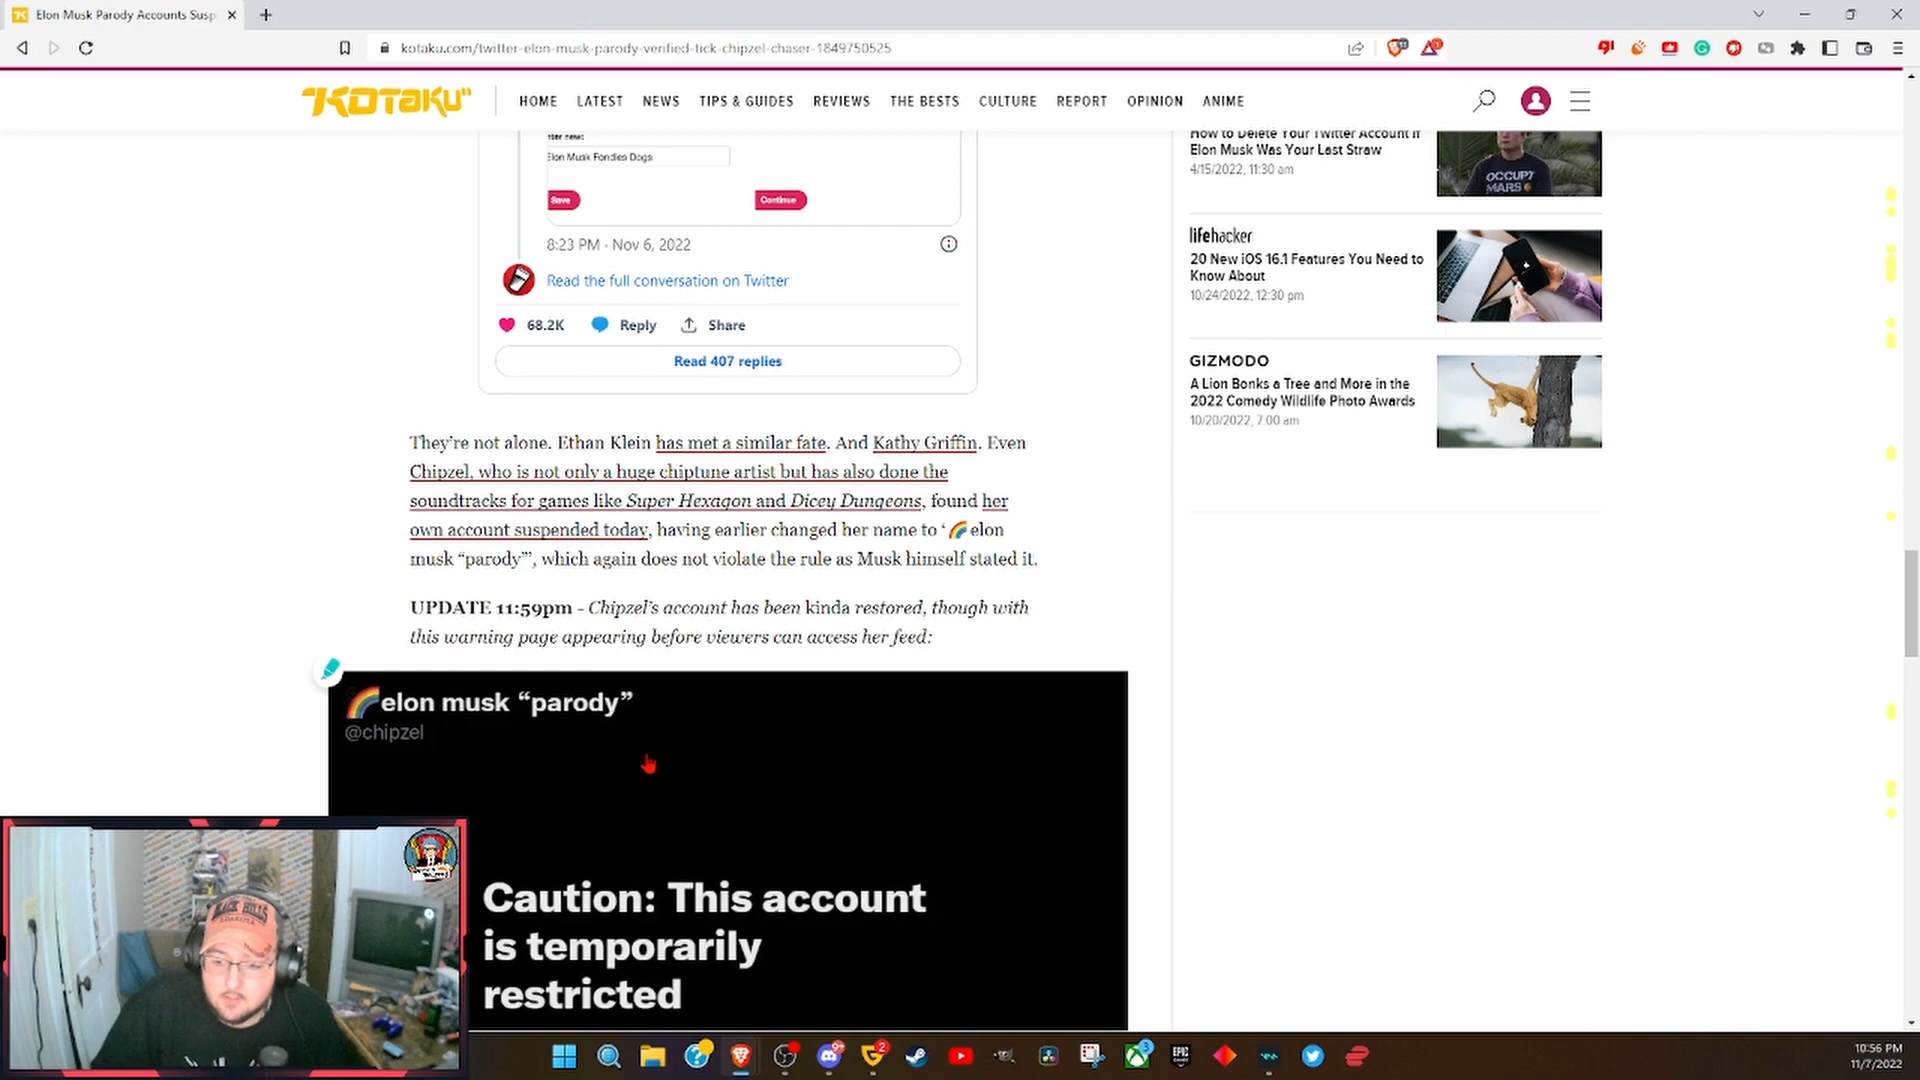 Elon Musk Parody Accounts Susp
kotaku.com/twitter-elon-musk-parody-verified-tick-chipzel-chaser-1849750525
KOTAKU
HOME LATEST NEWS TIPS & GUIDES REVIEWS THE BESTS CULTURE REPORT OPINION ANIME
Elon Musk Fondles Dogs
Save Continue
8:23 PM · Nov 6, 2022
Read the full conversation on Twitter
68.2K Reply Share
Read 407 replies
They’re not alone. Ethan Klein has met a similar fate. And Kathy Griffin. Even
Chipzel, who is not only a huge chiptune artist but has also done the
soundtracks for games like Super Hexagon and Dicey Dungeons, found her
own account suspended today, having earlier changed her name to ‘🌈elon
musk “parody”’, which again does not violate the rule as Musk himself stated it.
UPDATE 11:59pm - Chipzel’s account has been kinda restored, though with
this warning page appearing before viewers can access her feed:
🌈elon musk “parody”
@chipzel
Caution: This account
is temporarily
restricted
How to Delete Your Twitter Account if
Elon Musk Was Your Last Straw
4/15/2022, 11:30 am
OCCUPY
MARS
lifehacker
20 New iOS 16.1 Features You Need to
Know About
10/24/2022, 12:30 pm
GIZMODO
A Lion Bonks a Tree and More in the
2022 Comedy Wildlife Photo Awards
10/20/2022, 7:00 am
BLACK HILLS
EPIC
10:56 PM
11/7/2022